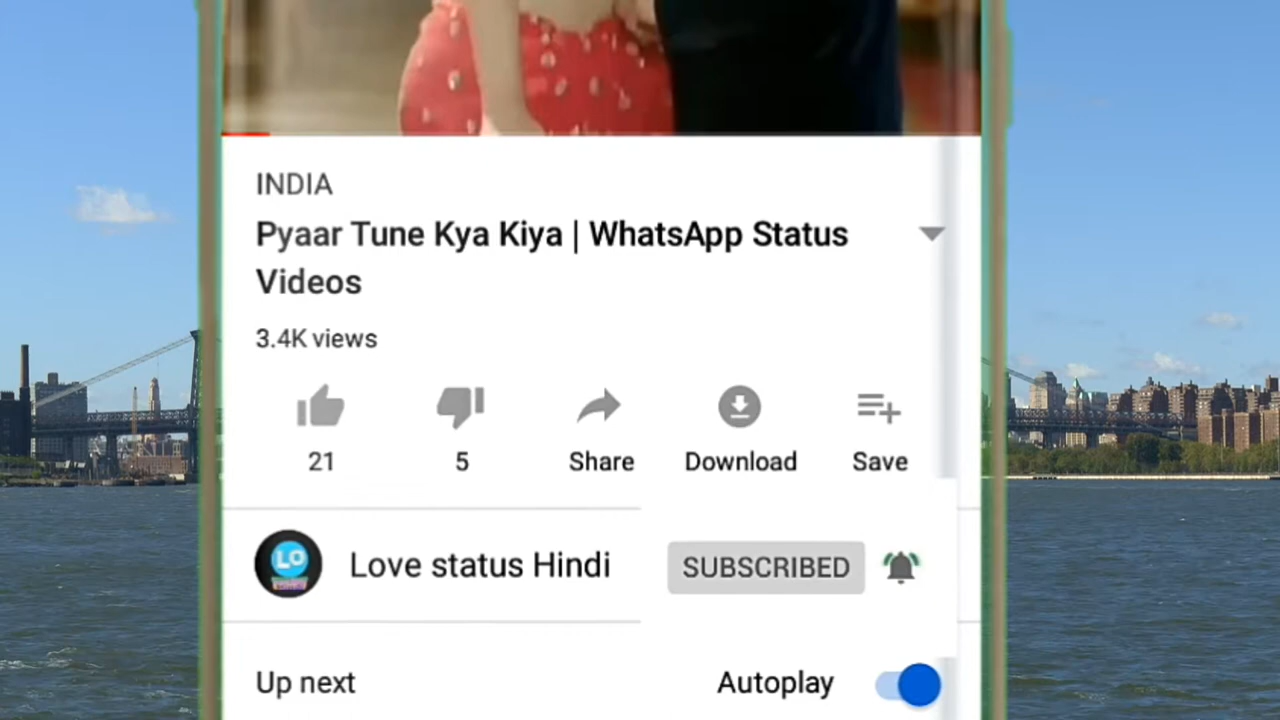 INDIA
Pyaar Tune Kya Kiya | WhatsApp Status
Videos
3.4K views
21 5 Share Download Save
LO
Love status Hindi SUBSCRIBED
Up next Autoplay